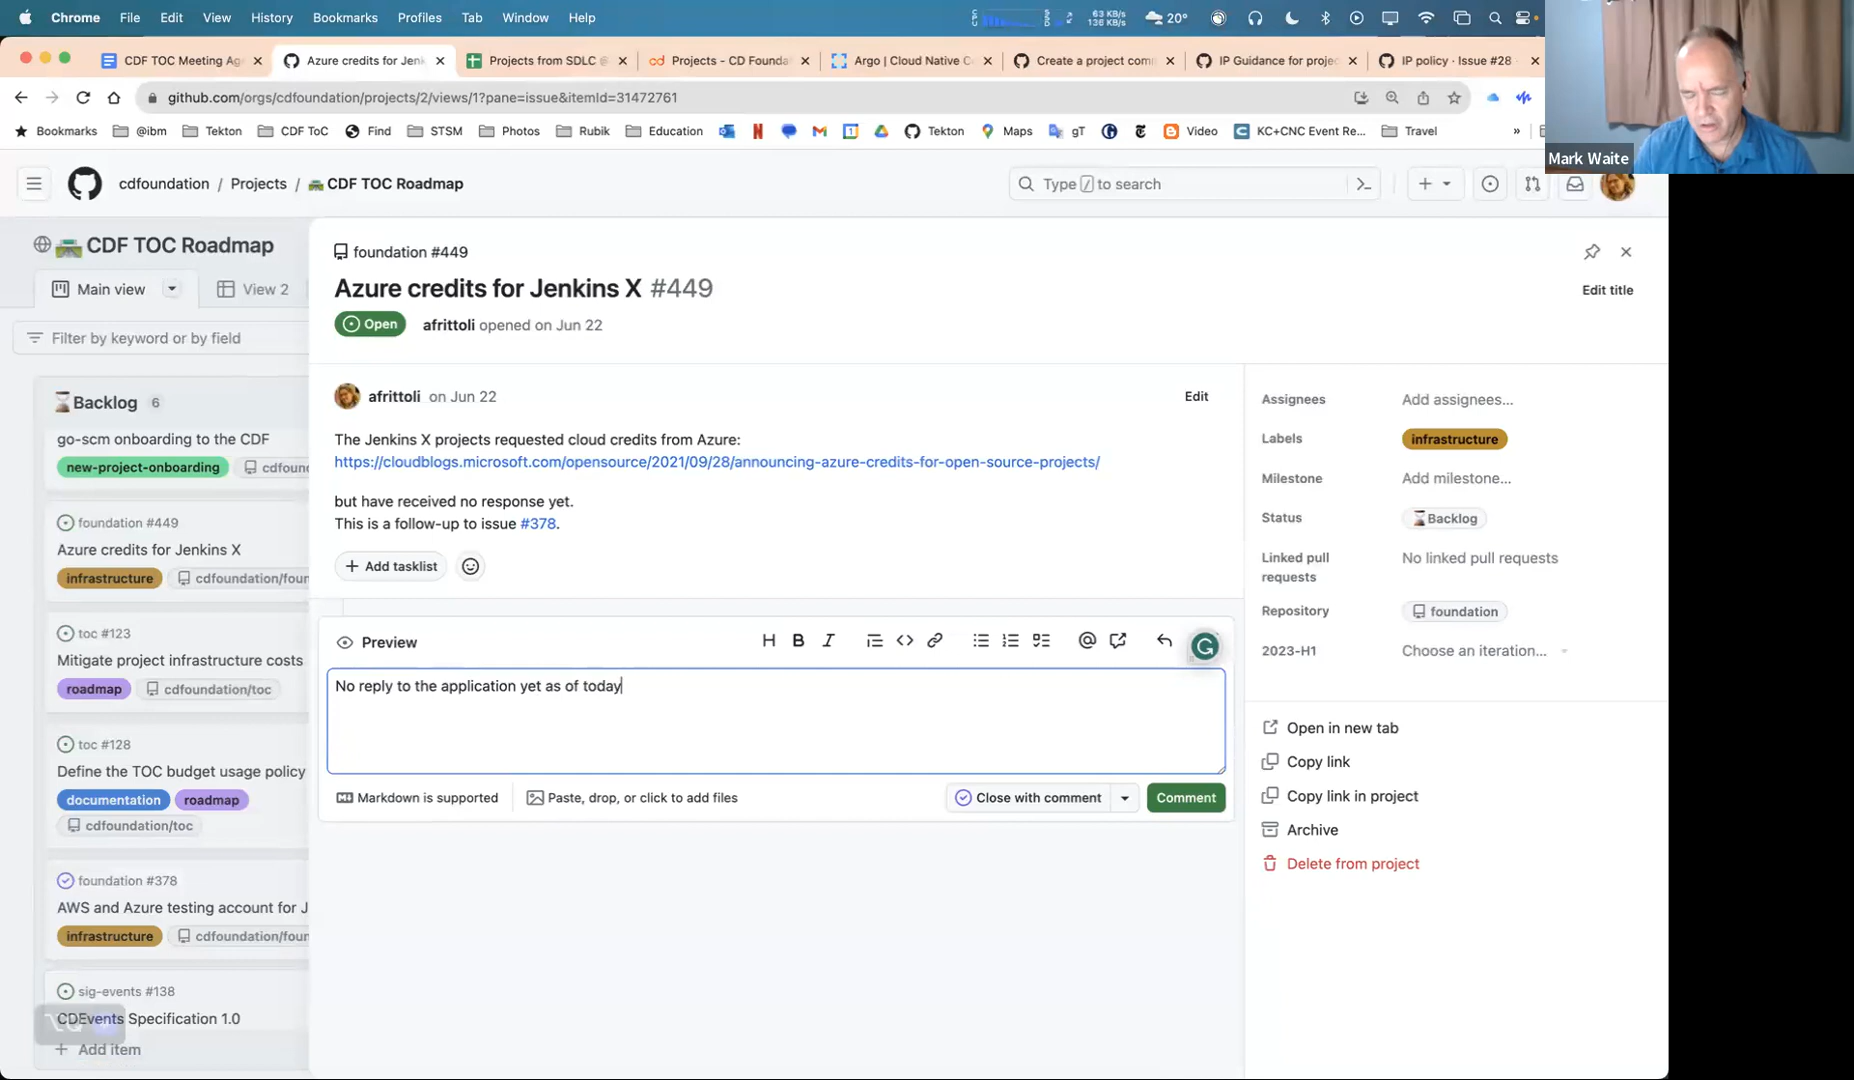 Chrome File Edit View History Bookmarks Profiles Tab Window Help
63 KB/s
138 KB/s
20°
CDF TOC Meeting Age
Azure credits for Jenk
Projects from SDLC
Projects - CD Founda
Argo | Cloud Native C
Create a project com
IP Guidance for projec
IP policy · Issue #28
github.com/orgs/cdfoundation/projects/2/views/1?pane=issue&itemId=31472761
Bookmarks @ibm Tekton CDF ToC Find STSM Photos Rubik Education Tekton Maps gT Video KC+CNC Event Re... Travel »
Mark Waite
cdfoundation / Projects / CDF TOC Roadmap
Type / to search
CDF TOC Roadmap
Main view
View 2
Filter by keyword or by field
Backlog 6
go-scm onboarding to the CDF
new-project-onboarding cdfoun
foundation #449
Azure credits for Jenkins X
infrastructure cdfoundation/foun
toc #123
Mitigate project infrastructure costs
roadmap cdfoundation/toc
toc #128
Define the TOC budget usage policy
documentation roadmap
cdfoundation/toc
foundation #378
AWS and Azure testing account for J
infrastructure cdfoundation/foun
sig-events #138
CDEvents Specification 1.0
+ Add item
foundation #449
Azure credits for Jenkins X #449
Edit title
Open
afrittoli opened on Jun 22
afrittoli on Jun 22
Edit
The Jenkins X projects requested cloud credits from Azure:
https://cloudblogs.microsoft.com/opensource/2021/09/28/announcing-azure-credits-for-open-source-projects/
but have received no response yet.
This is a follow-up to issue #378.
Add tasklist
Preview
H B I
No reply to the application yet as of today
Markdown is supported
Paste, drop, or click to add files
Close with comment
Comment
Assignees Add assignees...
Labels infrastructure
Milestone Add milestone...
Status Backlog
Linked pull requests No linked pull requests
Repository foundation
2023-H1 Choose an iteration...
Open in new tab
Copy link
Copy link in project
Archive
Delete from project